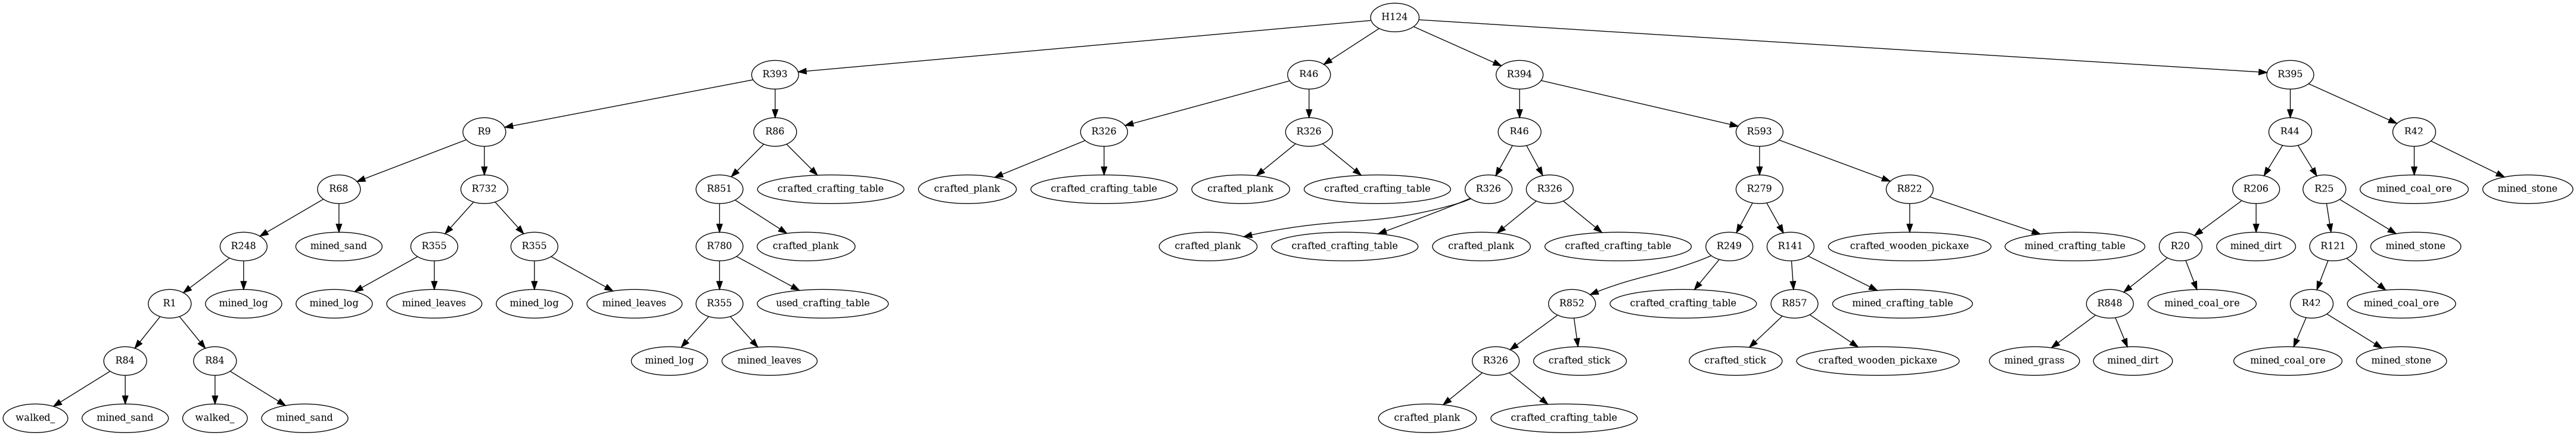 H124
R393
R46
R394
R395
R9
R86
R326
R326
R46
R593
R44
R42
R68
R732
R851
crafted_crafting_table
crafted_plank
crafted_crafting_table
crafted_plank
crafted_crafting_table
R326
R326
R279
R822
R206
R25
mined_coal_ore
mined_stone
R248
mined_sand
R355
R355
R780
crafted_plank
crafted_plank
crafted_crafting_table
crafted_plank
crafted_crafting_table
R249
R141
crafted_wooden_pickaxe
mined_crafting_table
R20
mined_dirt
R121
mined_stone
R1
mined_log
mined_log
mined_leaves
mined_log
mined_leaves
R355
used_crafting_table
R852
crafted_crafting_table
R857
mined_crafting_table
R848
mined_coal_ore
R42
mined_coal_ore
R84
R84
mined_log
mined_leaves
R326
crafted_stick
crafted_stick
crafted_wooden_pickaxe
mined_grass
mined_dirt
mined_coal_ore
mined_stone
walked_
mined_sand
walked_
mined_sand
crafted_plank
crafted_crafting_table